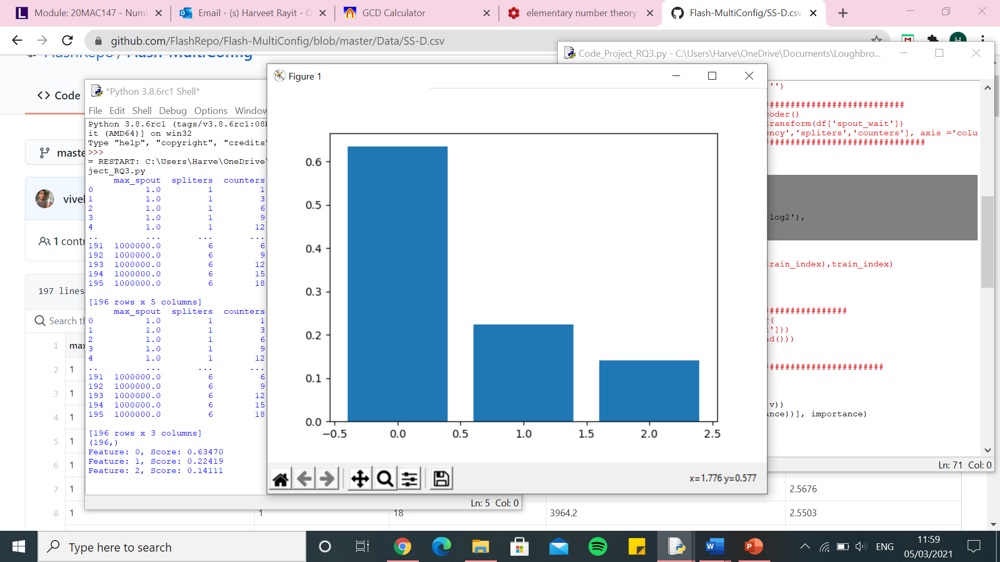 Module: 20MAC147 - Numb
Email - (s) Harveet Rayit - O
GCD Calculator
elementary number theory
Flash-MultiConfig/SS-D.csv
github.com/FlashRepo/Flash-MultiConfig/blob/master/Data/SS-D.csv
H
FlashRepo / Flash-MultiConfig
Code_Project_RQ3.py - C:\Users\Harve\OneDrive\Documents\Loughbro...
Figure 1
Code
*Python 3.8.6rc1 Shell*
File Edit Shell Debug Options Window
Python 3.8.6rc1 (tags/v3.8.6rc1:08b
it (AMD64)] on win32
Type "help", "copyright", "credits"
>>>
= RESTART: C:\Users\Harve\OneDrive\
ject_RQ3.py
max_spout spliters counters
0 1.0 1 1
1 1.0 1 3
2 1.0 1 6
3 1.0 1 9
4 1.0 1 12
.. ... ... ...
191 1000000.0 6 6
192 1000000.0 6 9
193 1000000.0 6 12
194 1000000.0 6 15
195 1000000.0 6 18
[196 rows x 5 columns]
max_spout spliters counters
0 1.0 1 1
1 1.0 1 3
2 1.0 1 6
3 1.0 1 9
4 1.0 1 12
.. ... ... ...
191 1000000.0 6 6
192 1000000.0 6 9
193 1000000.0 6 12
194 1000000.0 6 15
195 1000000.0 6 18
[196 rows x 3 columns]
(196,)
Feature: 0, Score: 0.63470
Feature: 1, Score: 0.22419
Feature: 2, Score: 0.14111
Ln: 5 Col: 0
maste
vivel
1 contr
197 lines
Search th
1 max
2 1
3 1
4 1
5 1
6 1
7 1
8 1 1 18 3964.2 2.5503
2.5676
0.6
0.5
0.4
0.3
0.2
0.1
0.0
−0.5 0.0 0.5 1.0 1.5 2.0 2.5
x=1.776 y=0.577
'')
##########################
coder()
transform(df['spout_wait'])
ency','spliters','counters'], axis ='colu
##############################
log2'),
train_index),train_index)
###############
(
t']))
ad()))
######################
v))
ance))], importance)
Ln: 71 Col: 0
Type here to search
ENG
11:59
05/03/2021